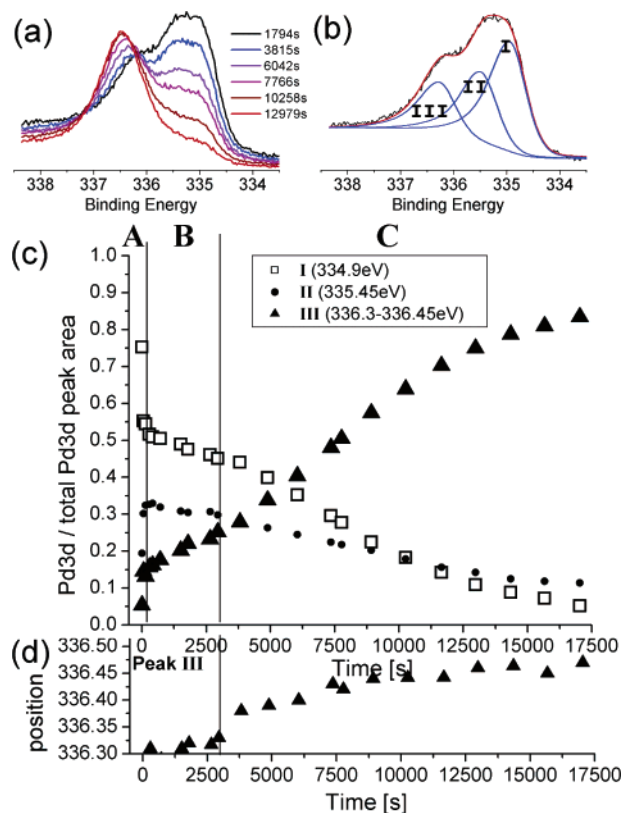 (a)
1794s
3815s
6042s
7766s
10258s
12979s
338 337 336 335 334
Binding Energy
(b)
I
II
III
338 337 336 335 334
Binding Energy
(c)
A B C
I (334.9eV)
II (335.45eV)
III (336.3-336.45eV)
Pd3d / total Pd3d peak area
1.0
0.9
0.8
0.7
0.6
0.5
0.4
0.3
0.2
0.1
0.0
0 2500 5000 7500 10000 12500 15000 17500
Time [s]
(d)
Peak III
position
336.50
336.45
336.40
336.35
336.30
0 2500 5000 7500 10000 12500 15000 17500
Time [s]